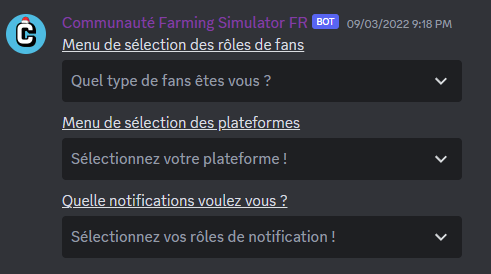 Communauté Farming Simulator FR BOT 09/03/2022 9:18 PM
Menu de sélection des rôles de fans
Quel type de fans êtes vous ?
Menu de sélection des plateformes
Sélectionnez votre plateforme !
Quelle notifications voulez vous ?
Sélectionnez vos rôles de notification !